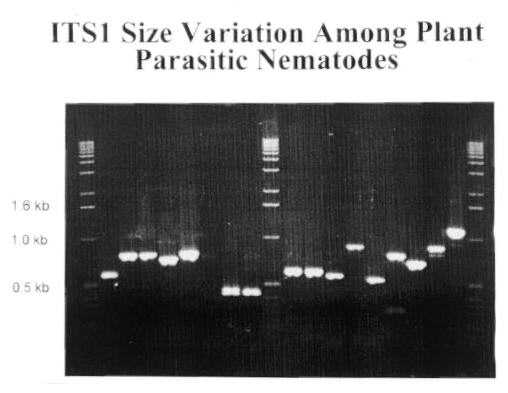 ITS1 Size Variation Among Plant
Parasitic Nematodes
1.6 kb
1.0 kb
0.5 kb